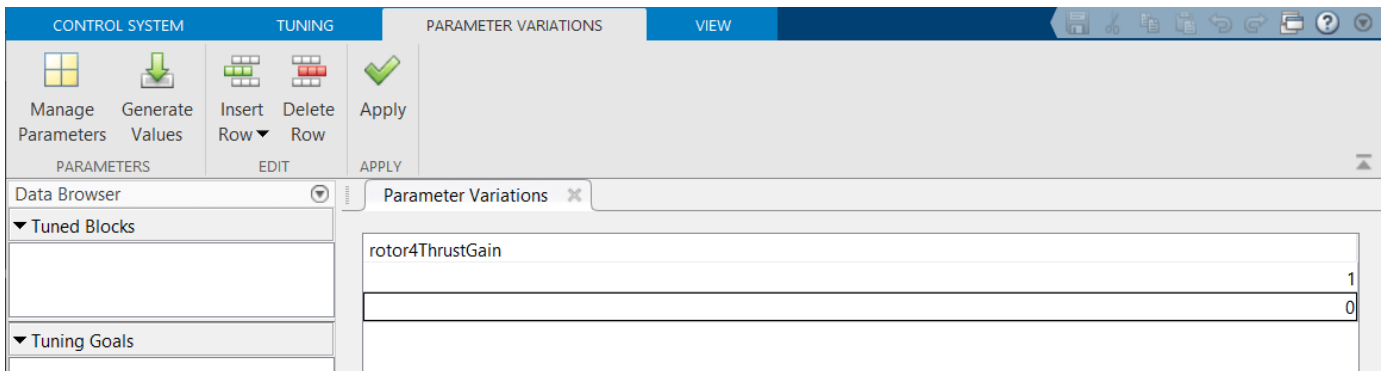 CONTROL SYSTEM TUNING PARAMETER VARIATIONS VIEW
Manage Generate Insert Delete Apply
Parameters Values Row Row
PARAMETERS EDIT APPLY
Data Browser Parameter Variations
Tuned Blocks
rotor4ThrustGain
1
0
Tuning Goals